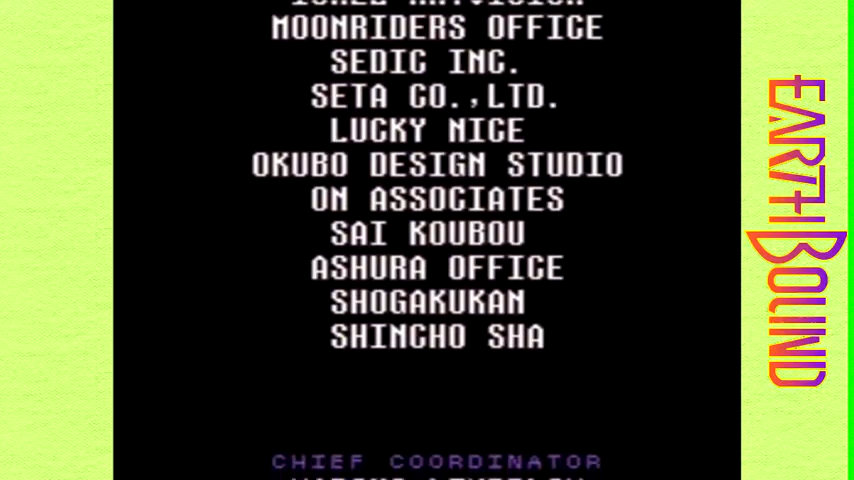 MOONRIDERS OFFICE
SEDIC INC.
SETA CO.,LTD.
LUCKY NICE
OKUBO DESIGN STUDIO
ON ASSOCIATES
SAI KOUBOU
ASHURA OFFICE
SHOGAKUKAN
SHINCHO SHA
CHIEF COORDINATOR
EARTHBOUND